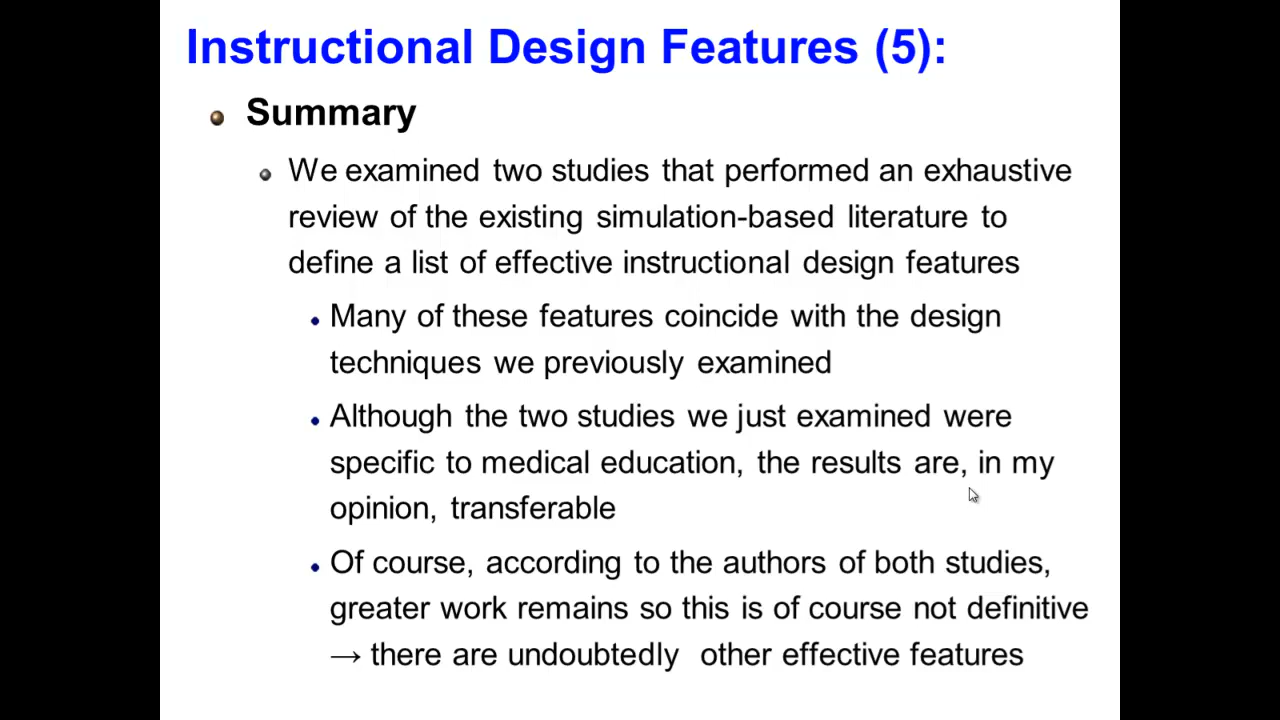 Instructional Design Features (5):
Summary
We examined two studies that performed an exhaustive
review of the existing simulation-based literature to
define a list of effective instructional design features
Many of these features coincide with the design
techniques we previously examined
Although the two studies we just examined were
specific to medical education, the results are, in my
opinion, transferable
Of course, according to the authors of both studies,
greater work remains so this is of course not definitive
→ there are undoubtedly other effective features